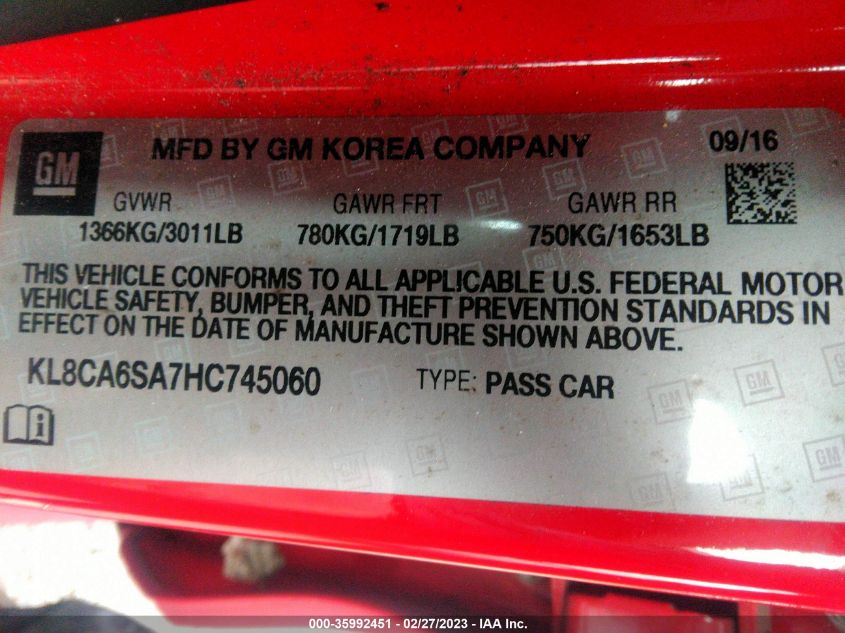 GM
MFD BY GM KOREA COMPANY 09/16
GVWR GAWR FRT GAWR RR
1366KG/3011LB 780KG/1719LB 750KG/1653LB
THIS VEHICLE CONFORMS TO ALL APPLICABLE U.S. FEDERAL MOTOR
VEHICLE SAFETY, BUMPER, AND THEFT PREVENTION STANDARDS IN
EFFECT ON THE DATE OF MANUFACTURE SHOWN ABOVE.
KL8CA6SA7HC745060 TYPE: PASS CAR
000-35992451 - 02/27/2023 - IAA Inc.